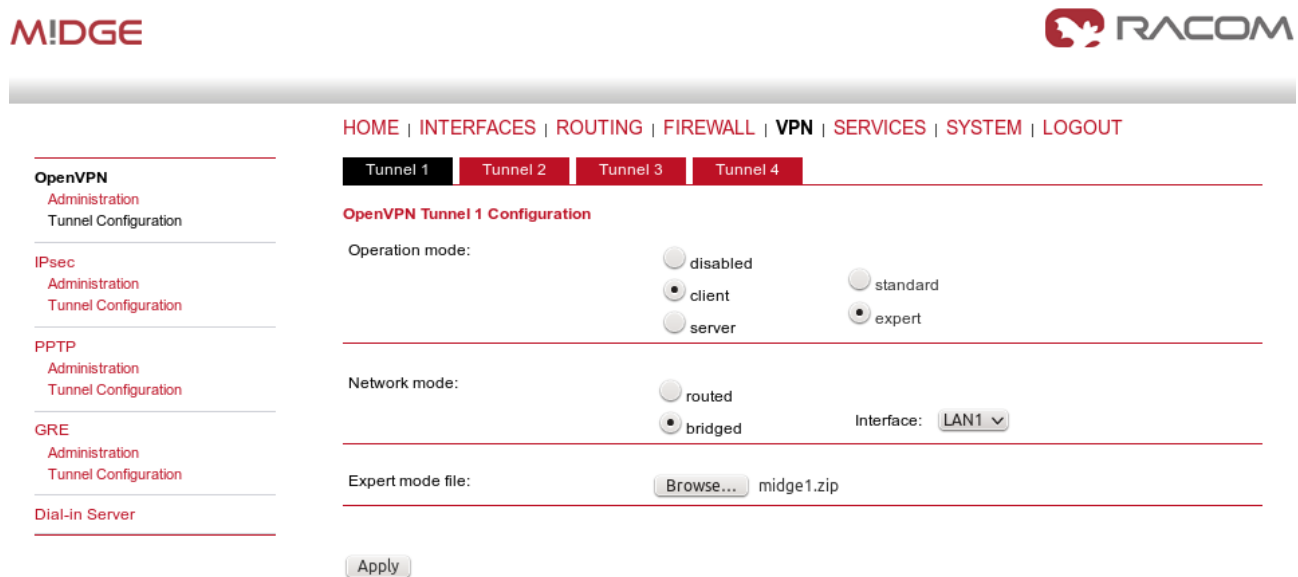 M!DGE
RACOM
HOME | INTERFACES | ROUTING | FIREWALL | VPN | SERVICES | SYSTEM | LOGOUT
OpenVPN
Administration
Tunnel Configuration
IPsec
Administration
Tunnel Configuration
PPTP
Administration
Tunnel Configuration
GRE
Administration
Tunnel Configuration
Dial-in Server
Tunnel 1 Tunnel 2 Tunnel 3 Tunnel 4
OpenVPN Tunnel 1 Configuration
Operation mode:
disabled
client
server
standard
expert
Network mode:
routed
bridged
Interface: LAN1
Expert mode file:
Browse... midge1.zip
Apply